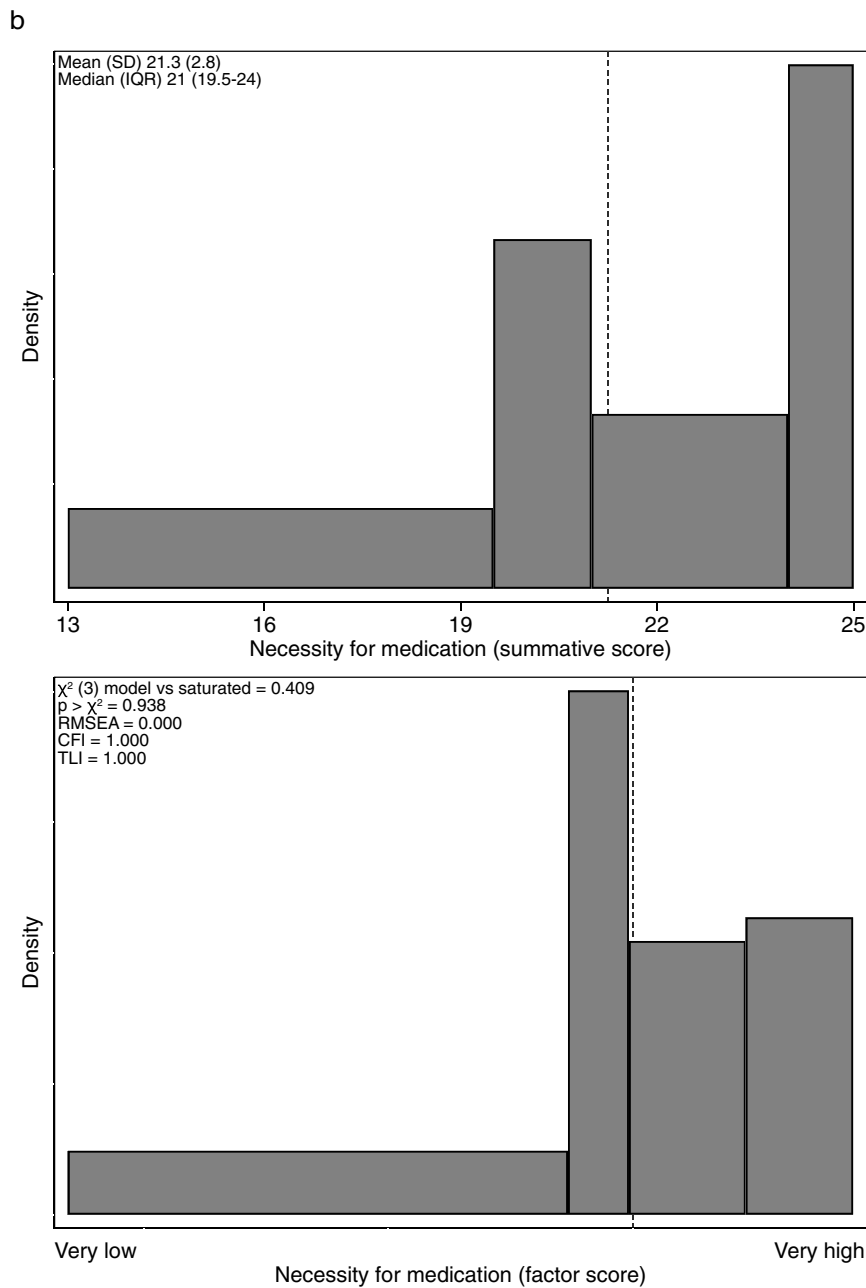 b
Mean (SD) 21.3 (2.8)
Median (IQR) 21 (19.5-24)
Density
13 16 19 22 25
Necessity for medication (summative score)
χ² (3) model vs saturated = 0.409
p > χ² = 0.938
RMSEA = 0.000
CFI = 1.000
TLI = 1.000
Density
Very low Very high
Necessity for medication (factor score)